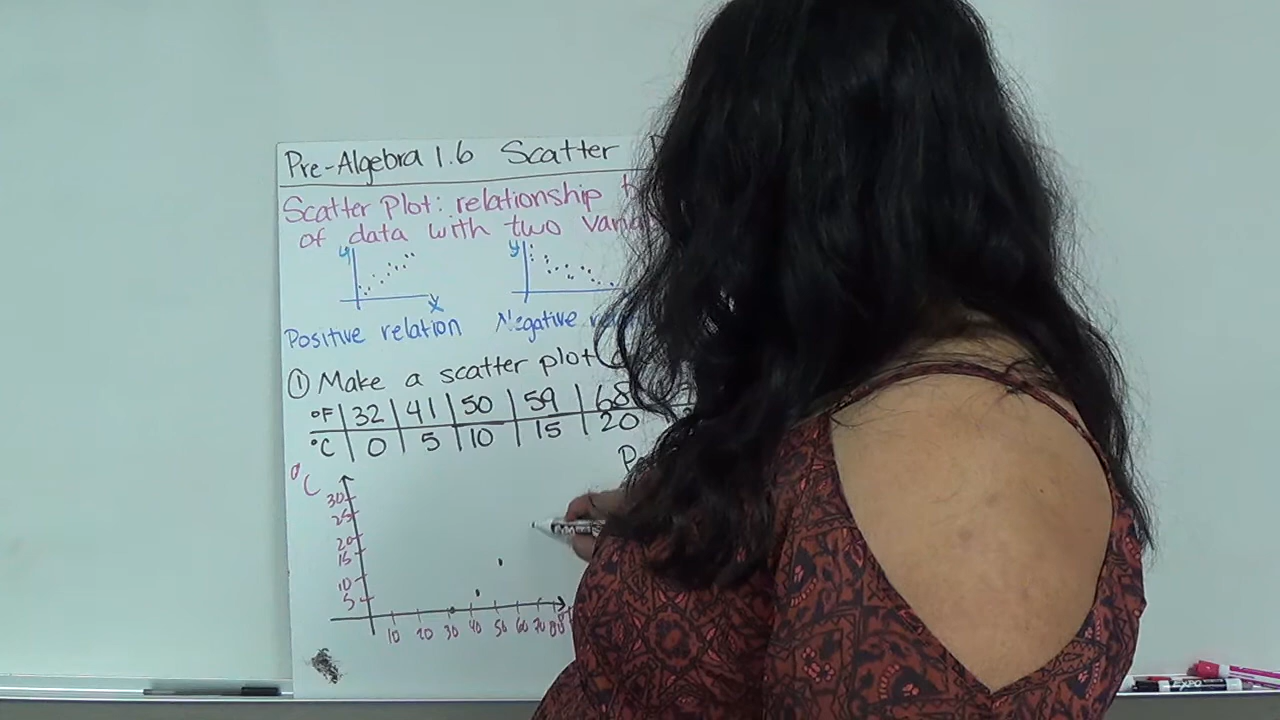 Pre-Algebra 1.6 Scatter
Scatter Plot: relationship
of data with two
y
x
y
Positive relation Negative
① Make a scatter plot
°F 32 41 50 59 68
°C 0 5 10 15 20
°C
30
25
20
15
10
5
10 20 30 40 50 60 70 80
EXPO